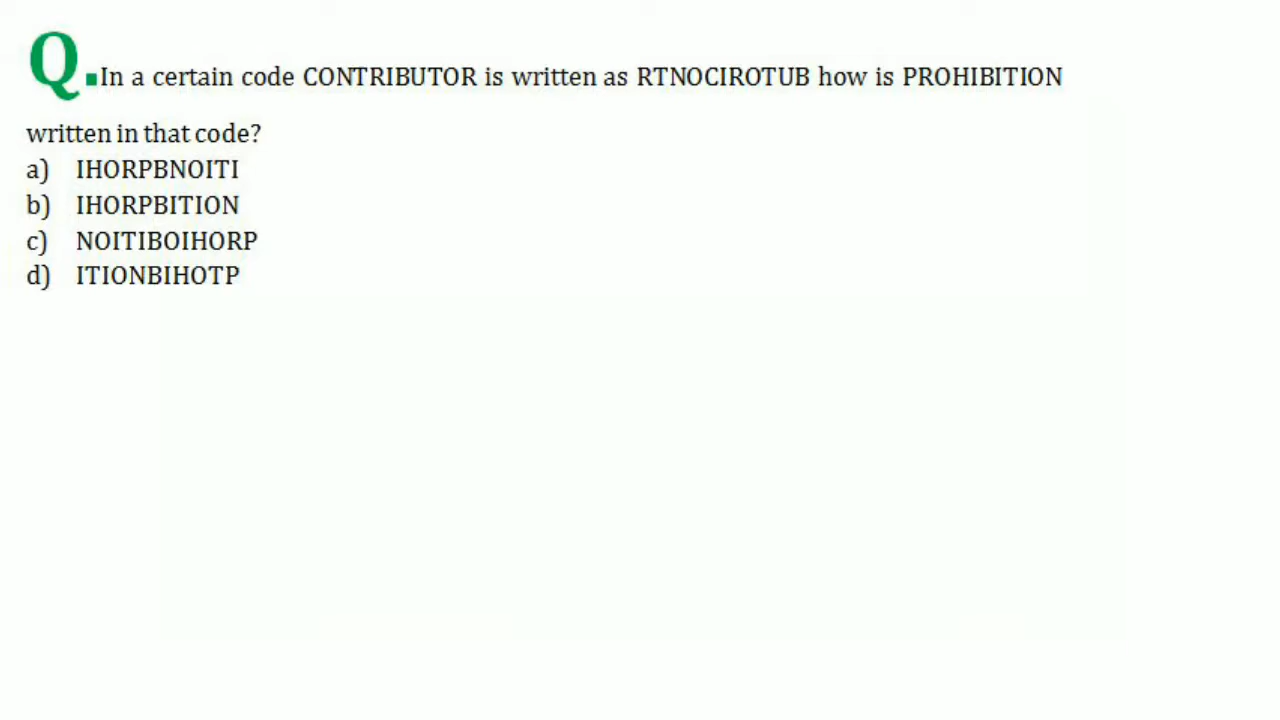 Q.In a certain code CONTRIBUTOR is written as RTNOCIROTUB how is PROHIBITION
written in that code?
a) IHORPBNOITI
b) IHORPBITION
c) NOITIBOIHORP
d) ITIONBIHOTP